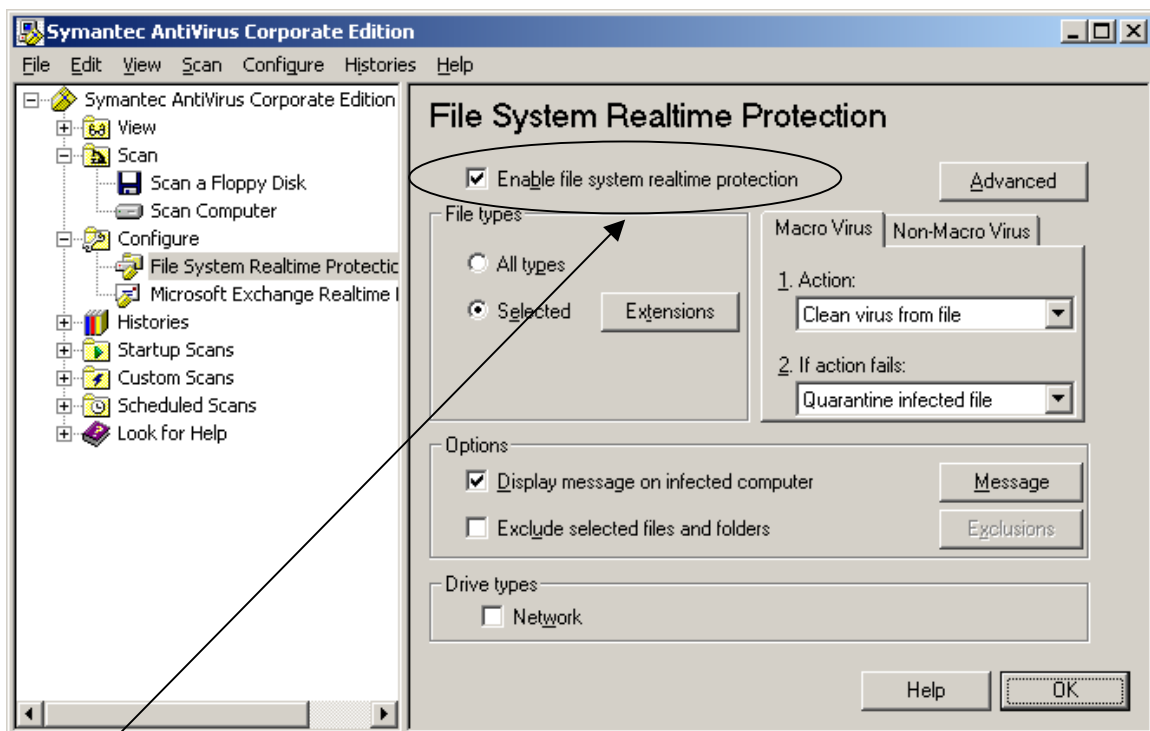 Symantec AntiVirus Corporate Edition
File Edit View Scan Configure Histories Help
Symantec AntiVirus Corporate Edition
View
Scan
Scan a Floppy Disk
Scan Computer
Configure
File System Realtime Protectic
Microsoft Exchange Realtime I
Histories
Startup Scans
Custom Scans
Scheduled Scans
Look for Help
File System Realtime Protection
Enable file system realtime protection
Advanced
File types
All types
Selected
Extensions
Macro Virus
Non-Macro Virus
1. Action:
Clean virus from file
2. If action fails:
Quarantine infected file
Options
Display message on infected computer
Message
Exclude selected files and folders
Exclusions
Drive types
Network
Help
OK